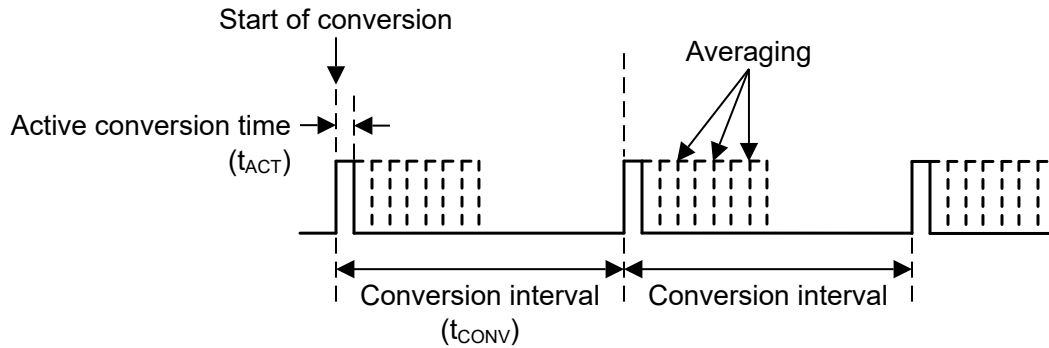 Start of conversion
Averaging
Active conversion time
(tACT)
Conversion interval
(tCONV)
Conversion interval